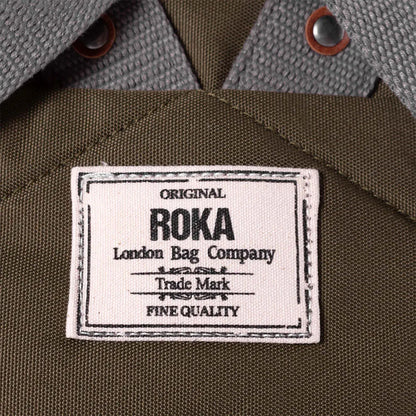 ORIGINAL
ROKA
London Bag Company
Trade Mark
FINE QUALITY